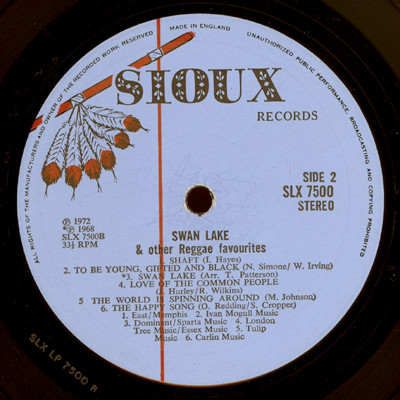 MADE IN ENGLAND
ALL RIGHTS OF THE MANUFACTURERS AND OWNER OF THE RECORDED WORK RESERVED
UNAUTHORIZED PUBLIC PERFORMANCE, BROADCASTING AND COPYING PROHIBITED
SIOUX
RECORDS
SIDE 2
SLX 7500
STEREO
℗ 1972
*℗ 1968
SLX 7500B
33⅓ RPM
SWAN LAKE
& other Reggae favourites
SHAFT (I. Hayes)
2. TO BE YOUNG, GIFTED AND BLACK (N. Simone/ W. Irving)
*3. SWAN LAKE (Arr. T. Patterson)
4. LOVE OF THE COMMON PEOPLE
J. Hurley/ R. Wilkins)
5 THE WORLD IS SPINNING AROUND (M. Johnson)
6. THE HAPPY SONG (O. Redding/S. Cropper)
1. East/Memphis 2. Ivan Mogull Music
3. Dominant/Sparta Music 4. London
Tree Music/Essex Music 5. Tulip
Music 6. Carlin Music
SLX LP 7500 B